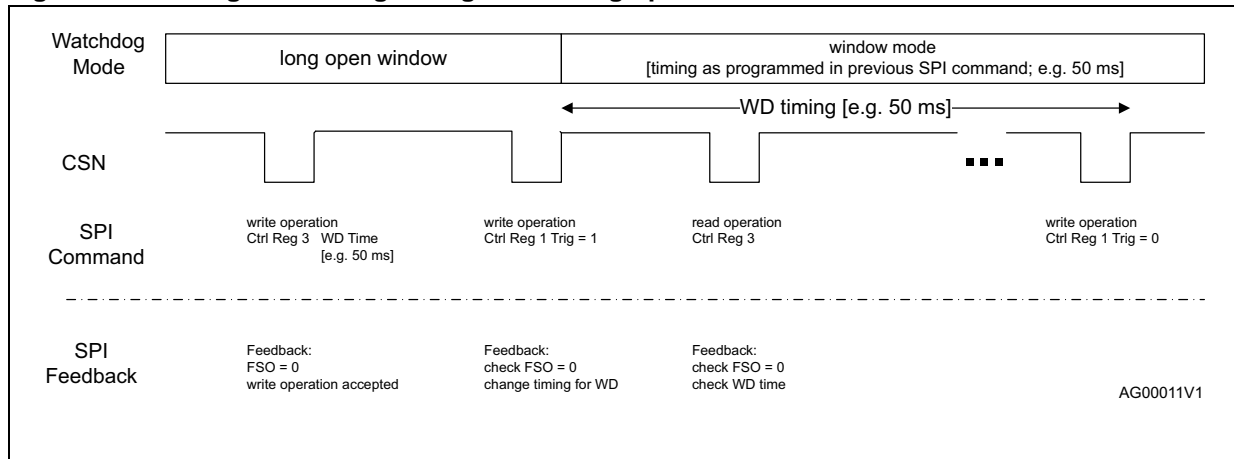 Watchdog
Mode
long open window
window mode
[timing as programmed in previous SPI command; e.g. 50 ms]
WD timing [e.g. 50 ms]
CSN
SPI
Command
write operation
Ctrl Reg 3 WD Time
[e.g. 50 ms]
write operation
Ctrl Reg 1 Trig = 1
read operation
Ctrl Reg 3
write operation
Ctrl Reg 1 Trig = 0
SPI
Feedback
Feedback:
FSO = 0
write operation accepted
Feedback:
check FSO = 0
change timing for WD
Feedback:
check FSO = 0
check WD time
AG00011V1